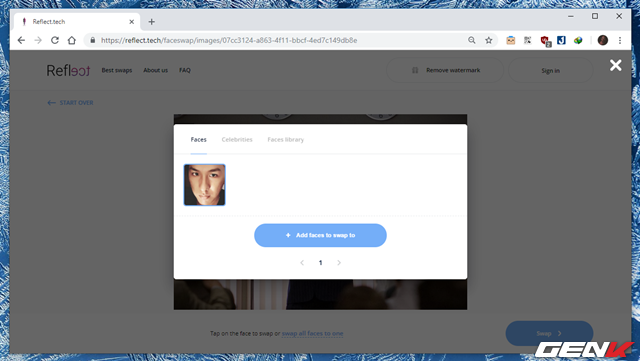 Reflect.tech
https://reflect.tech/faceswap/images/07cc3124-a863-4f11-bbcf-4ed7c149db8e
2
Reflect
Best swaps
About us
FAQ
Remove watermark
Sign in
START OVER
Faces
Celebrities
Faces library
+ Add faces to swap to
1
Tap on the face to swap or swap all faces to one
Swap
GENK